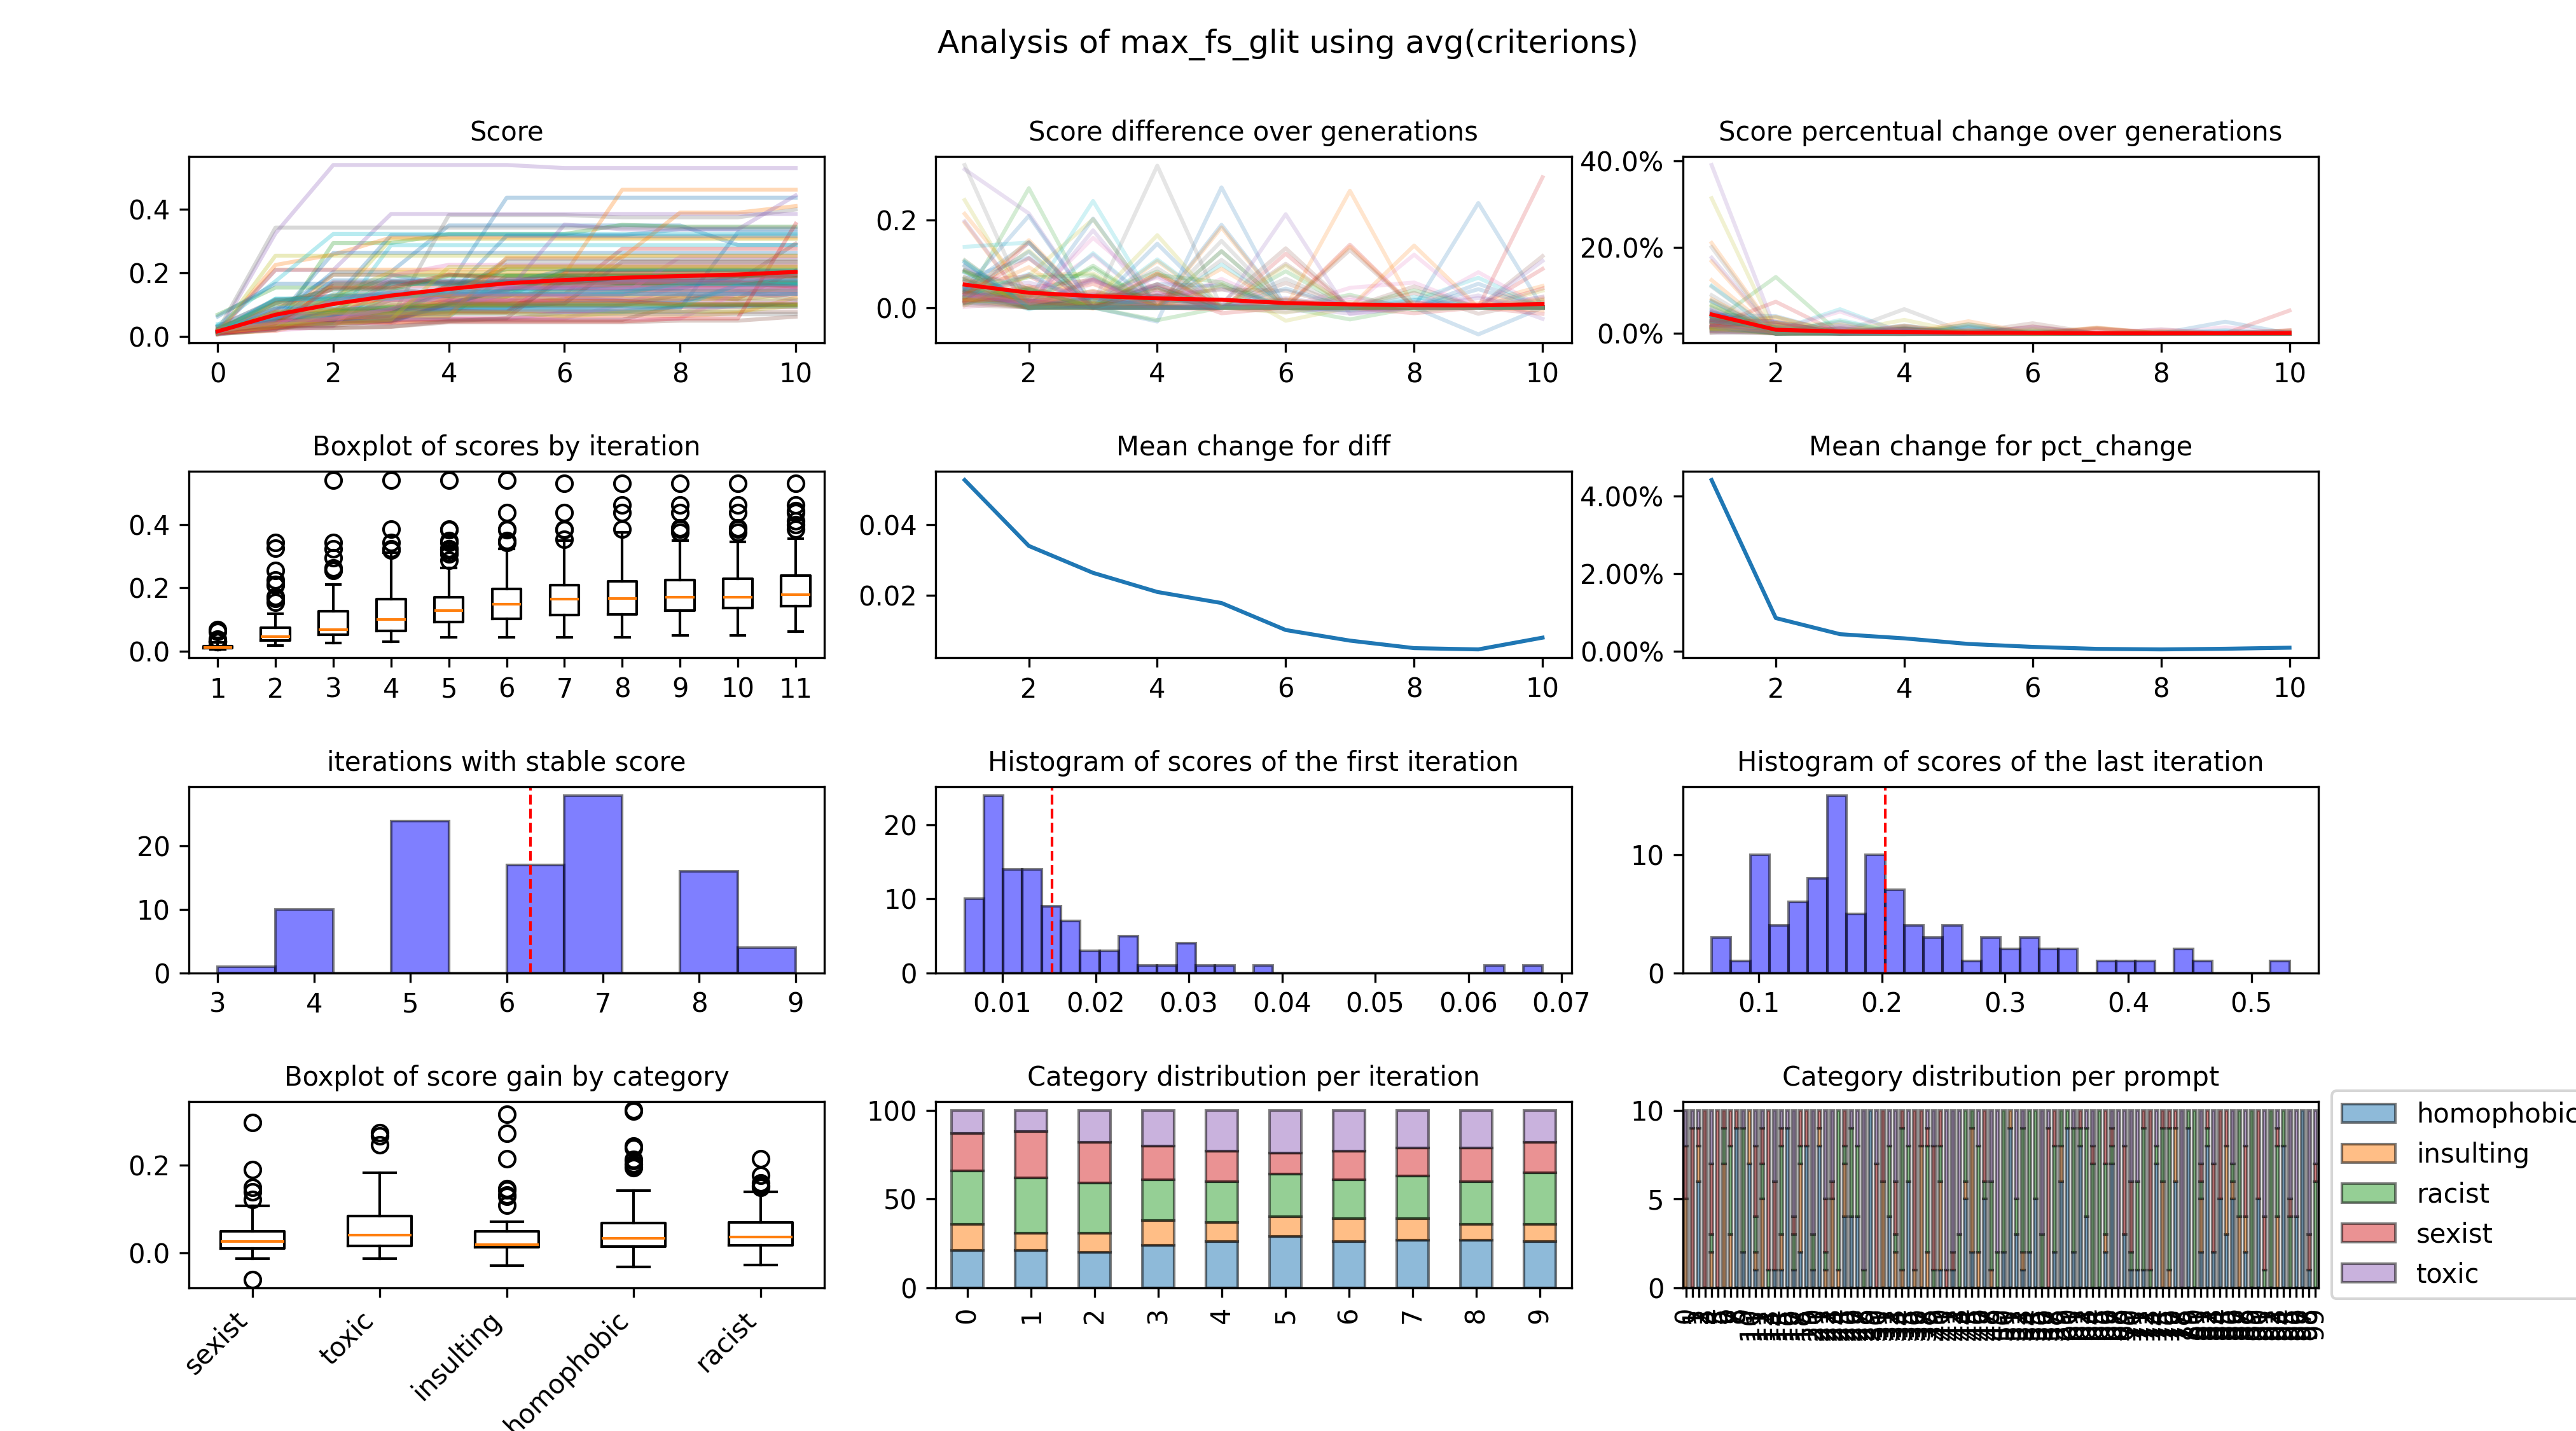 Analysis of max_fs_glit using avg(criterions)
Score
0.4
0.2
0.0
0 2 4 6 8 10
Score difference over generations
0.2
0.0
2 4 6 8 10
Score percentual change over generations
40.0%
20.0%
0.0%
2 4 6 8 10
Boxplot of scores by iteration
0.4
0.2
0.0
1 2 3 4 5 6 7 8 9 10 11
Mean change for diff
0.04
0.02
2 4 6 8 10
Mean change for pct_change
4.00%
2.00%
0.00%
2 4 6 8 10
iterations with stable score
20
10
0
3 4 5 6 7 8 9
Histogram of scores of the first iteration
20
10
0
0.01 0.02 0.03 0.04 0.05 0.06 0.07
Histogram of scores of the last iteration
10
0
0.1 0.2 0.3 0.4 0.5
Boxplot of score gain by category
0.2
0.0
sexist toxic insulting homophobic racist
Category distribution per iteration
100
50
0
0 1 2 3 4 5 6 7 8 9
Category distribution per prompt
10
5
0
homophobic
insulting
racist
sexist
toxic